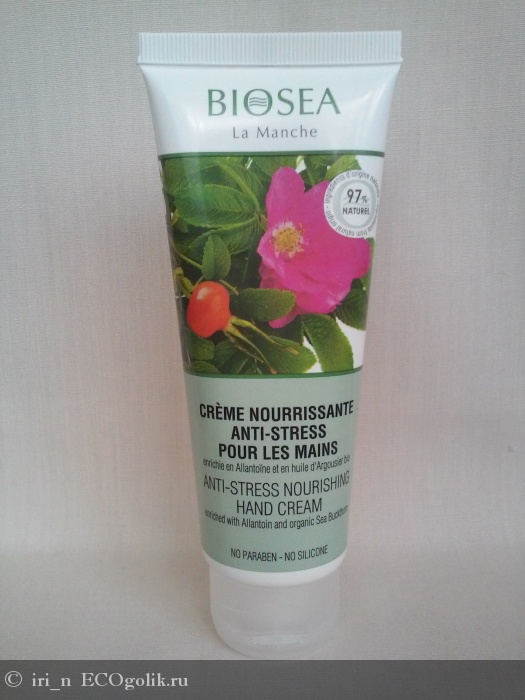 BIOSEA
La Manche
97%
NATUREL
CRÈME NOURRISSANTE
ANTI-STRESS
POUR LES MAINS
enrichie en Allantoïne et en huile d'Argousier bio
ANTI-STRESS NOURISHING
HAND CREAM
enriched with Allantoin and organic Sea
NO PARABEN - NO SILICONE
© iri_n ECOgolik.ru